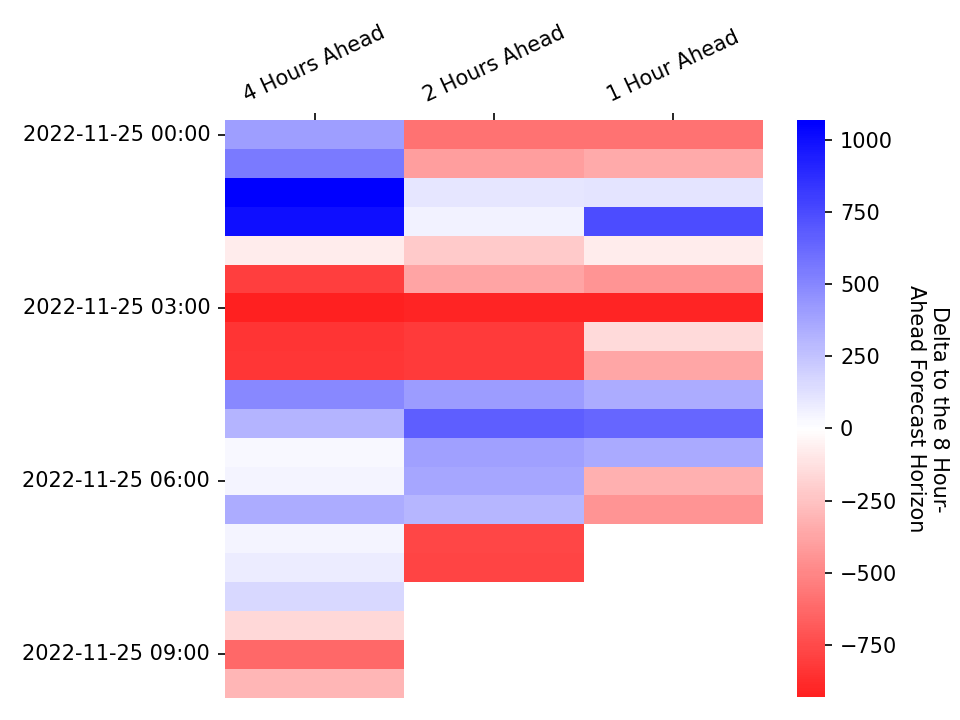 4 Hours Ahead
2 Hours Ahead
1 Hour Ahead
2022-11-25 00:00
2022-11-25 03:00
2022-11-25 06:00
2022-11-25 09:00
1000
750
500
250
0
−250
−500
−750
Delta to the 8 Hour-
Ahead Forecast Horizon